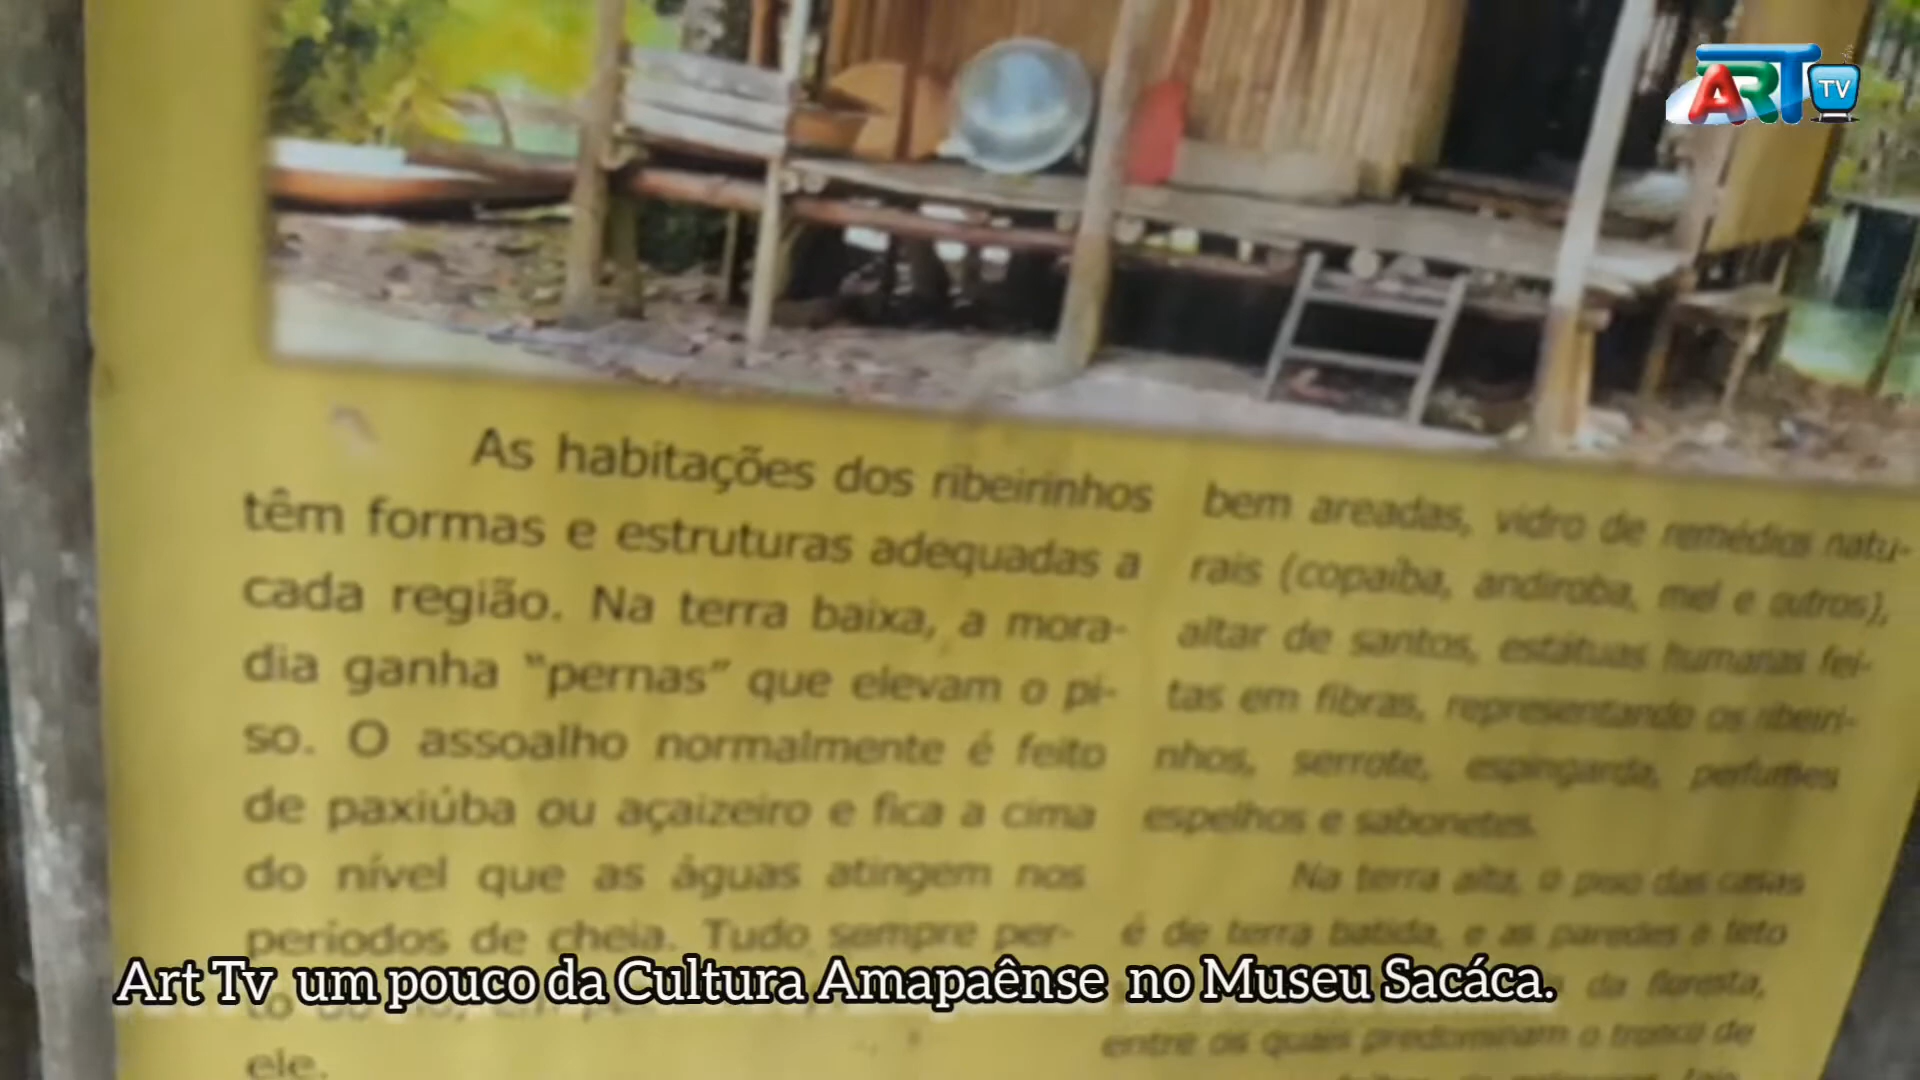 ART TV
As habitações dos ribeirinhos
têm formas e estruturas adequadas a
cada região. Na terra baixa, a mora-
dia ganha "pernas" que elevam o pi-
so. O assoalho normalmente é feito
de paxiúba ou açaizeiro e fica a cima
do nível que as águas atingem nos
períodos de cheia. Tudo sempre per-
ele.
bem areadas, vidro de remédios natu-
rais (copaíba, andiroba, mel e outros),
altar de santos, estátuas humanas fei-
tas em fibras, representando os ribeiri-
nhos, serrote, espingarda, perfumes
espelhos e sabonetes.
Na terra alta, o piso das casas
é de terra batida, e as paredes e teto
da floresta,
entre os quais predominam o tronco de
Art Tv um pouco da Cultura Amapaênse no Museu Sacáca.